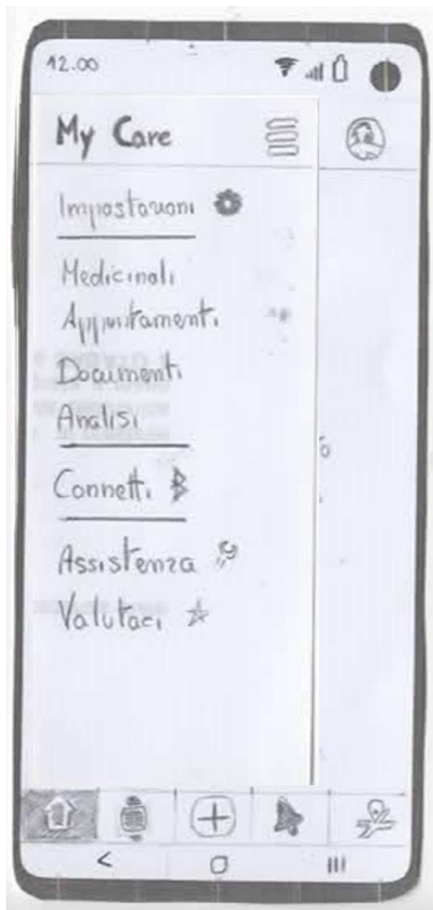 12.00
My Care
Impostazioni
Medicinali
Appuntamenti
Documenti
Analisi
Connetti
Assistenza
Valutaci